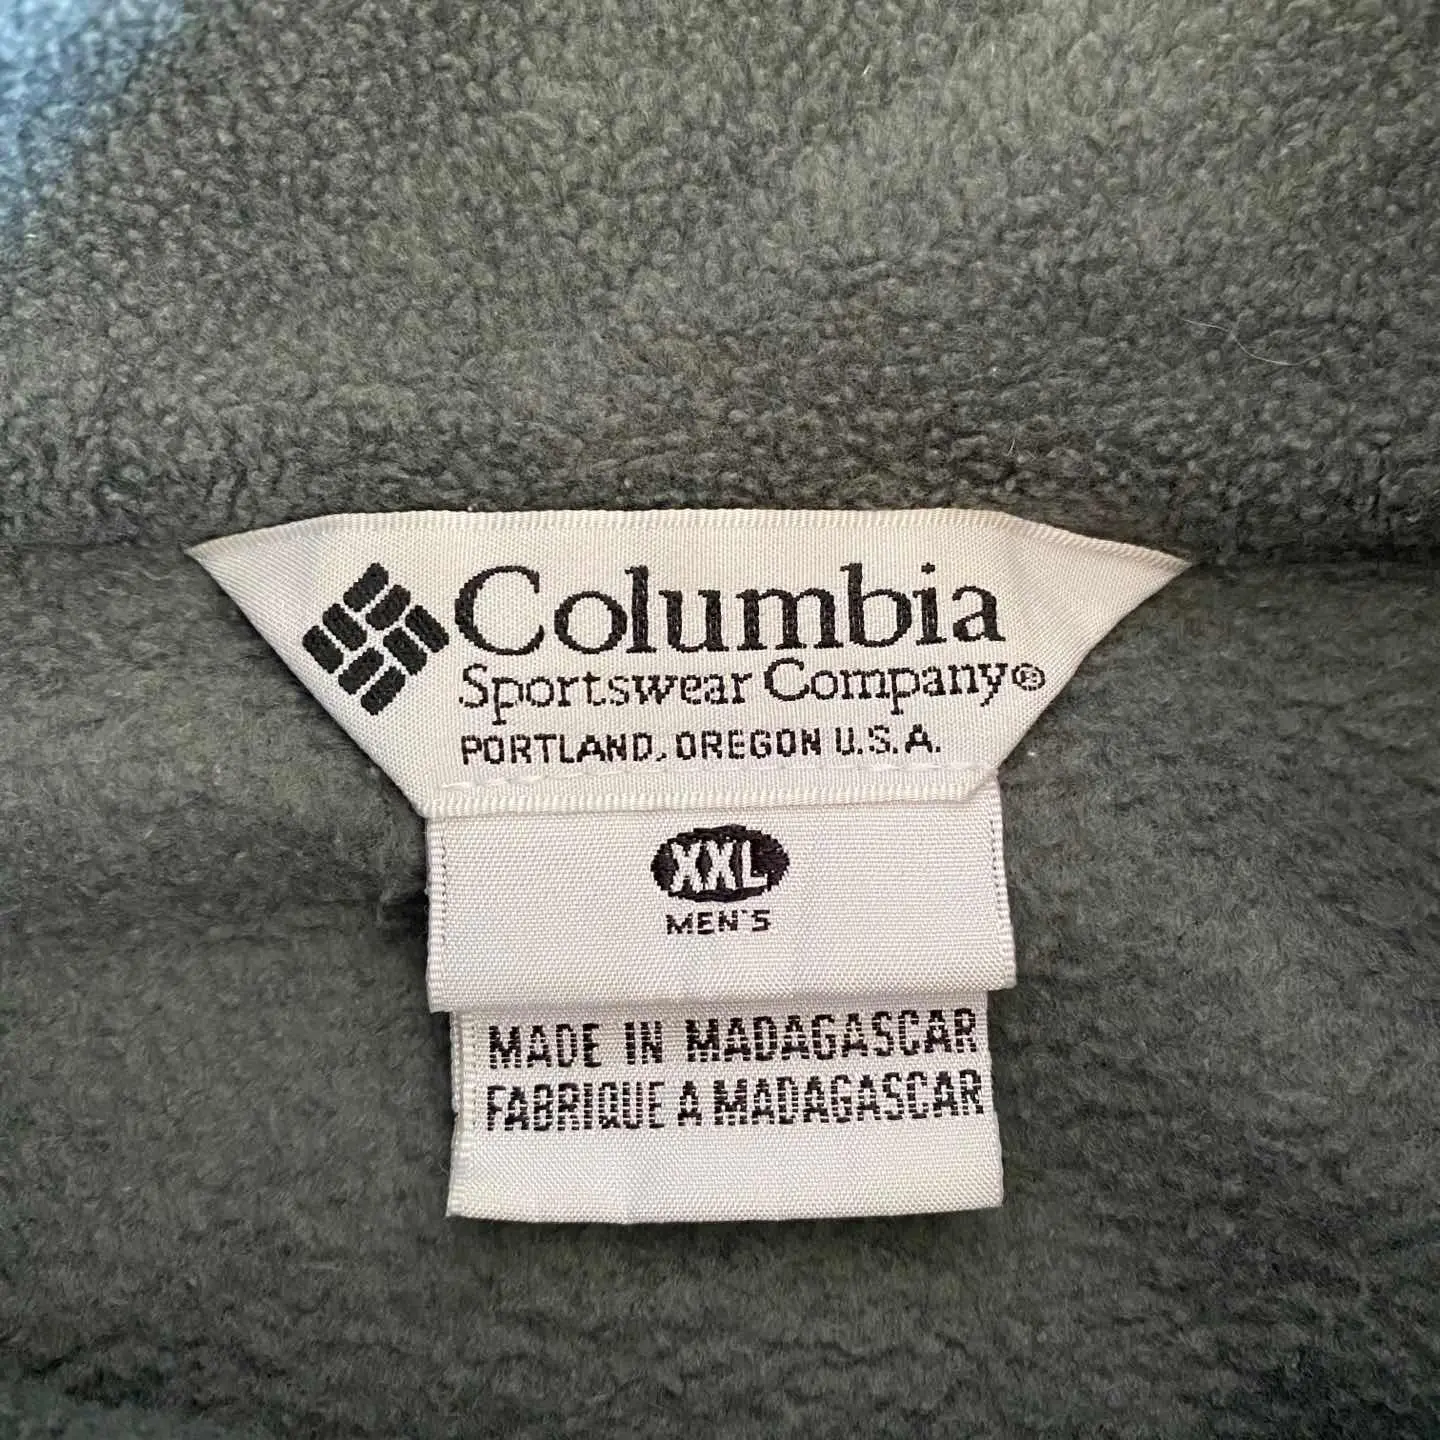 Columbia
Sportswear Company®
PORTLAND, OREGON U.S.A.
XXL
MEN'S
MADE IN MADAGASCAR
FABRIQUE A MADAGASCAR